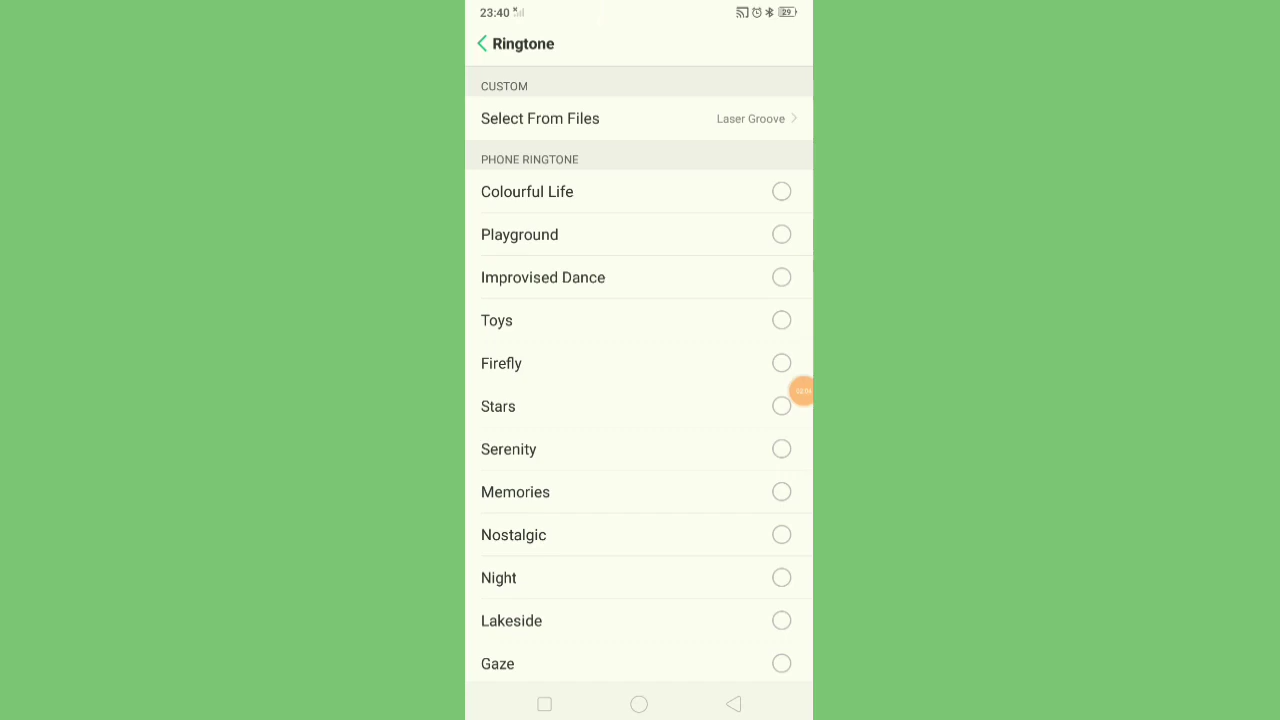 23:40
29
Ringtone
CUSTOM
Select From Files Laser Groove
PHONE RINGTONE
Colourful Life
Playground
Improvised Dance
Toys
Firefly
Stars
Serenity
Memories
Nostalgic
Night
Lakeside
Gaze